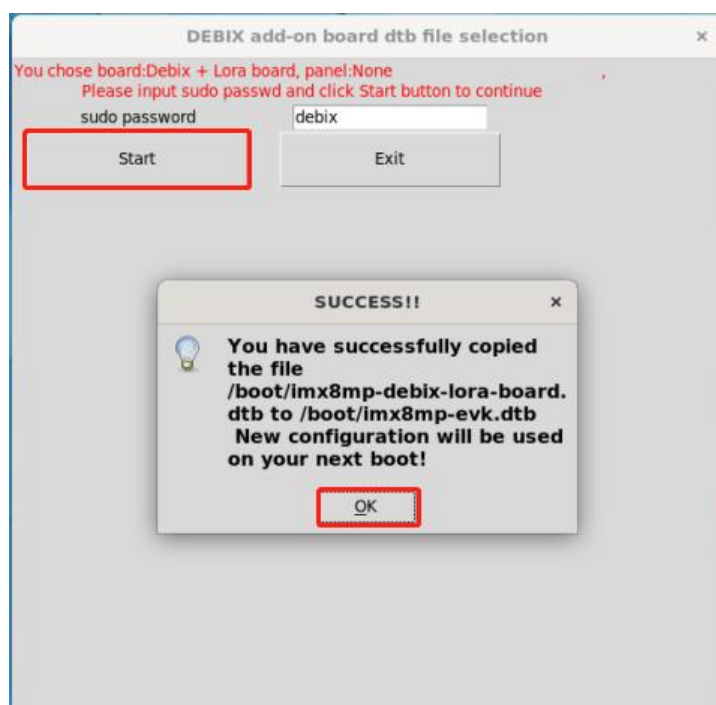 DEBIX add-on board dtb file selection ×
You chose board:Debix + Lora board, panel:None ,
Please input sudo passwd and click Start button to continue
sudo password debix
Start Exit
SUCCESS!! ×
You have successfully copied
the file
/boot/imx8mp-debix-lora-board.
dtb to /boot/imx8mp-evk.dtb
New configuration will be used
on your next boot!
OK